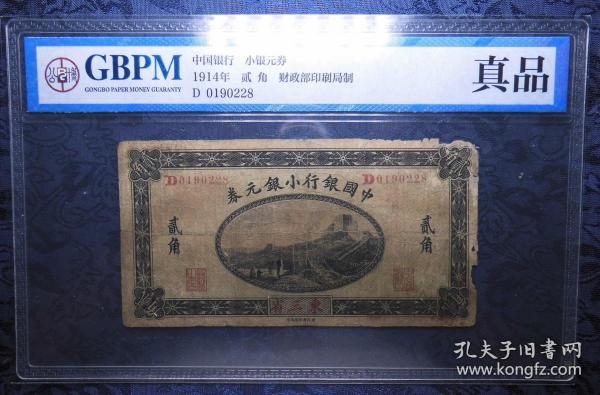 GBPM
GONGBO PAPER MONEY GUARANTY
中国银行 小银元券
1914年 贰角 财政部印刷局制
D 0190228
真品
D0190228 D0190228
券元銀小行銀國中
貳角 貳角
省三東
孔夫子旧书网
www.kongfz.com